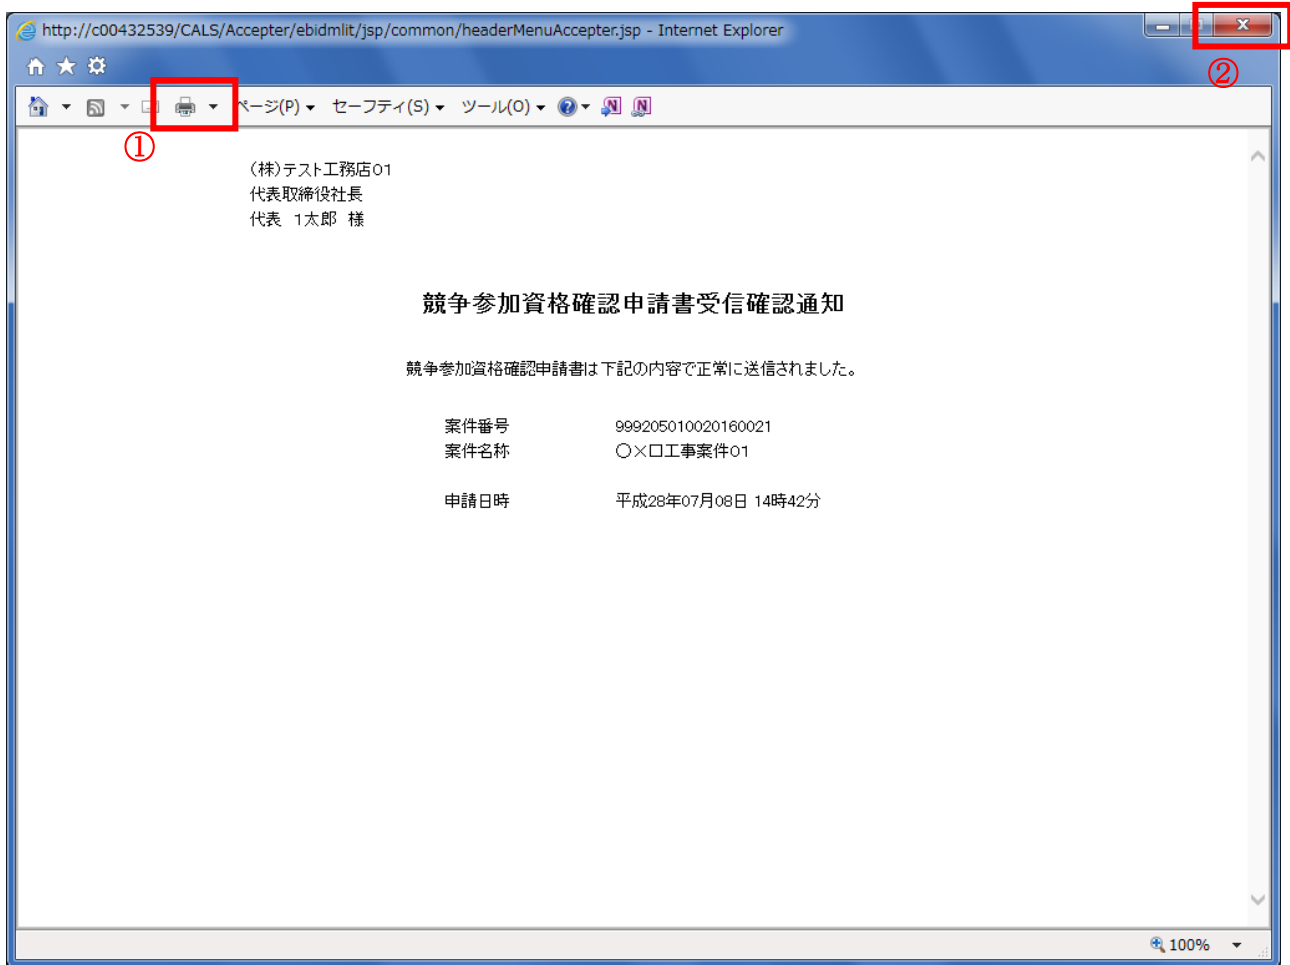 http://c00432539/CALS/Accepter/ebidmlit/jsp/common/headerMenuAccepter.jsp - Internet Explorer
②
ページ(P) セーフティ(S) ツール(O)
①
(株)テスト工務店01
代表取締役社長
代表 1太郎 様
競争参加資格確認申請書受信確認通知
競争参加資格確認申請書は下記の内容で正常に送信されました。
案件番号 999205010020160021
案件名称 〇×口工事案件01
申請日時 平成28年07月08日 14時42分
100%